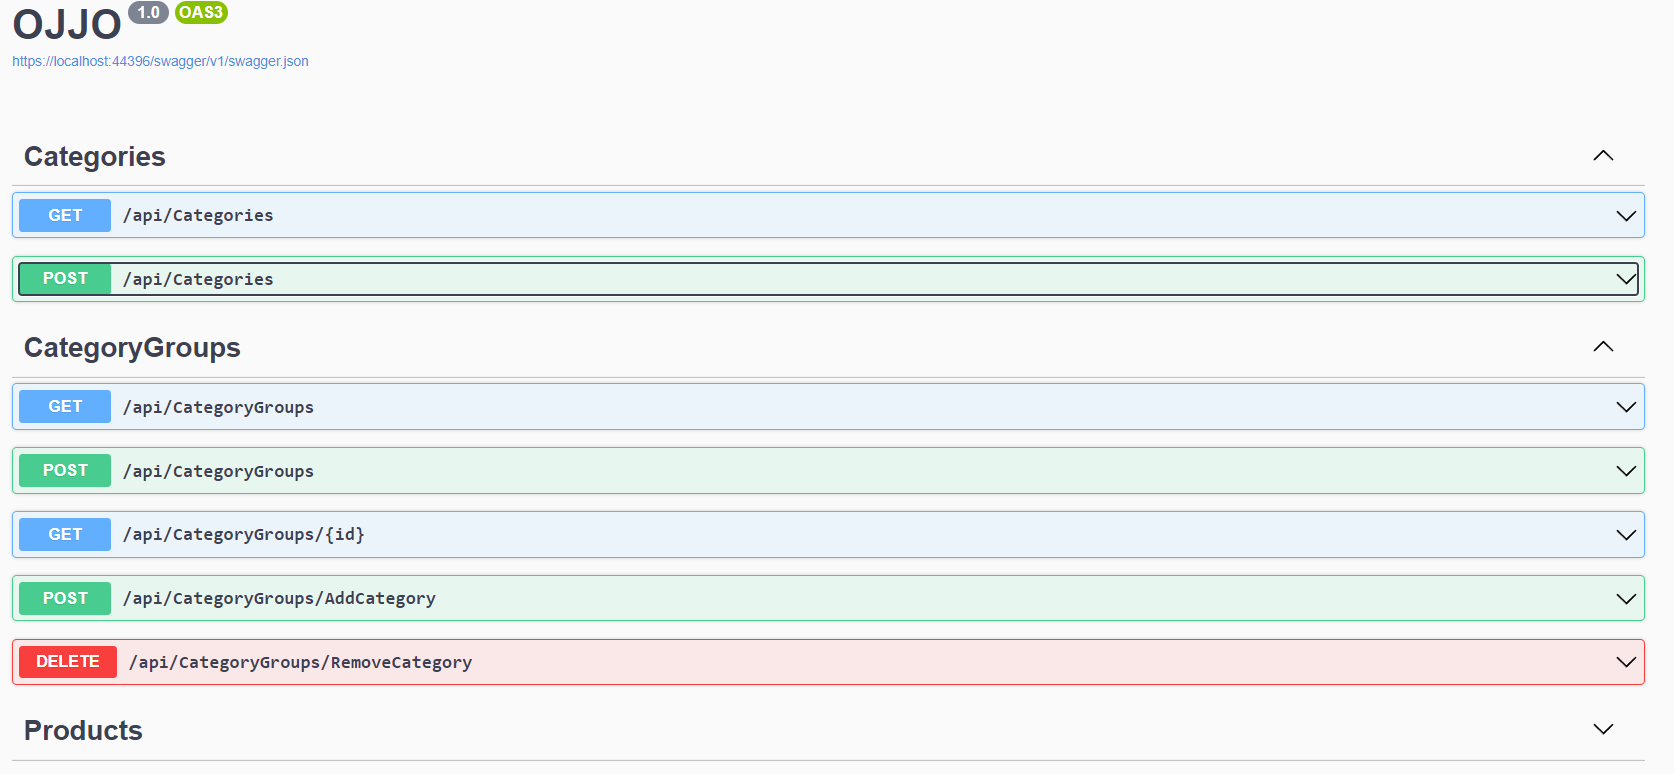 OJJO 1.0 OAS3
https://localhost:44396/swagger/v1/swagger.json
Categories
GET /api/Categories
POST /api/Categories
CategoryGroups
GET /api/CategoryGroups
POST /api/CategoryGroups
GET /api/CategoryGroups/{id}
POST /api/CategoryGroups/AddCategory
DELETE /api/CategoryGroups/RemoveCategory
Products